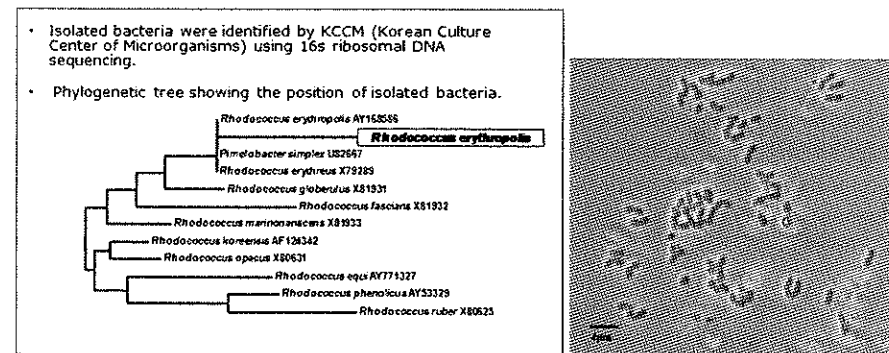 • Isolated bacteria were identified by KCCM (Korean Culture
Center of Microorganisms) using 16s ribosomal DNA
sequencing.
• Phylogenetic tree showing the position of isolated bacteria.
Rhodococcus erythropolis AY168586
Rhodococcus erythropolis
Pimelobacter simplex U82667
Rhodococcus erythreus X79289
Rhodococcus globerulus X81931
Rhodococcus fascians X81932
Rhodococcus marinonascens X81933
Rhodococcus koreensis AF124342
Rhodococcus opacus X80631
Rhodococcus equi AY771327
Rhodococcus phenolicus AY53329
Rhodococcus ruber X80625